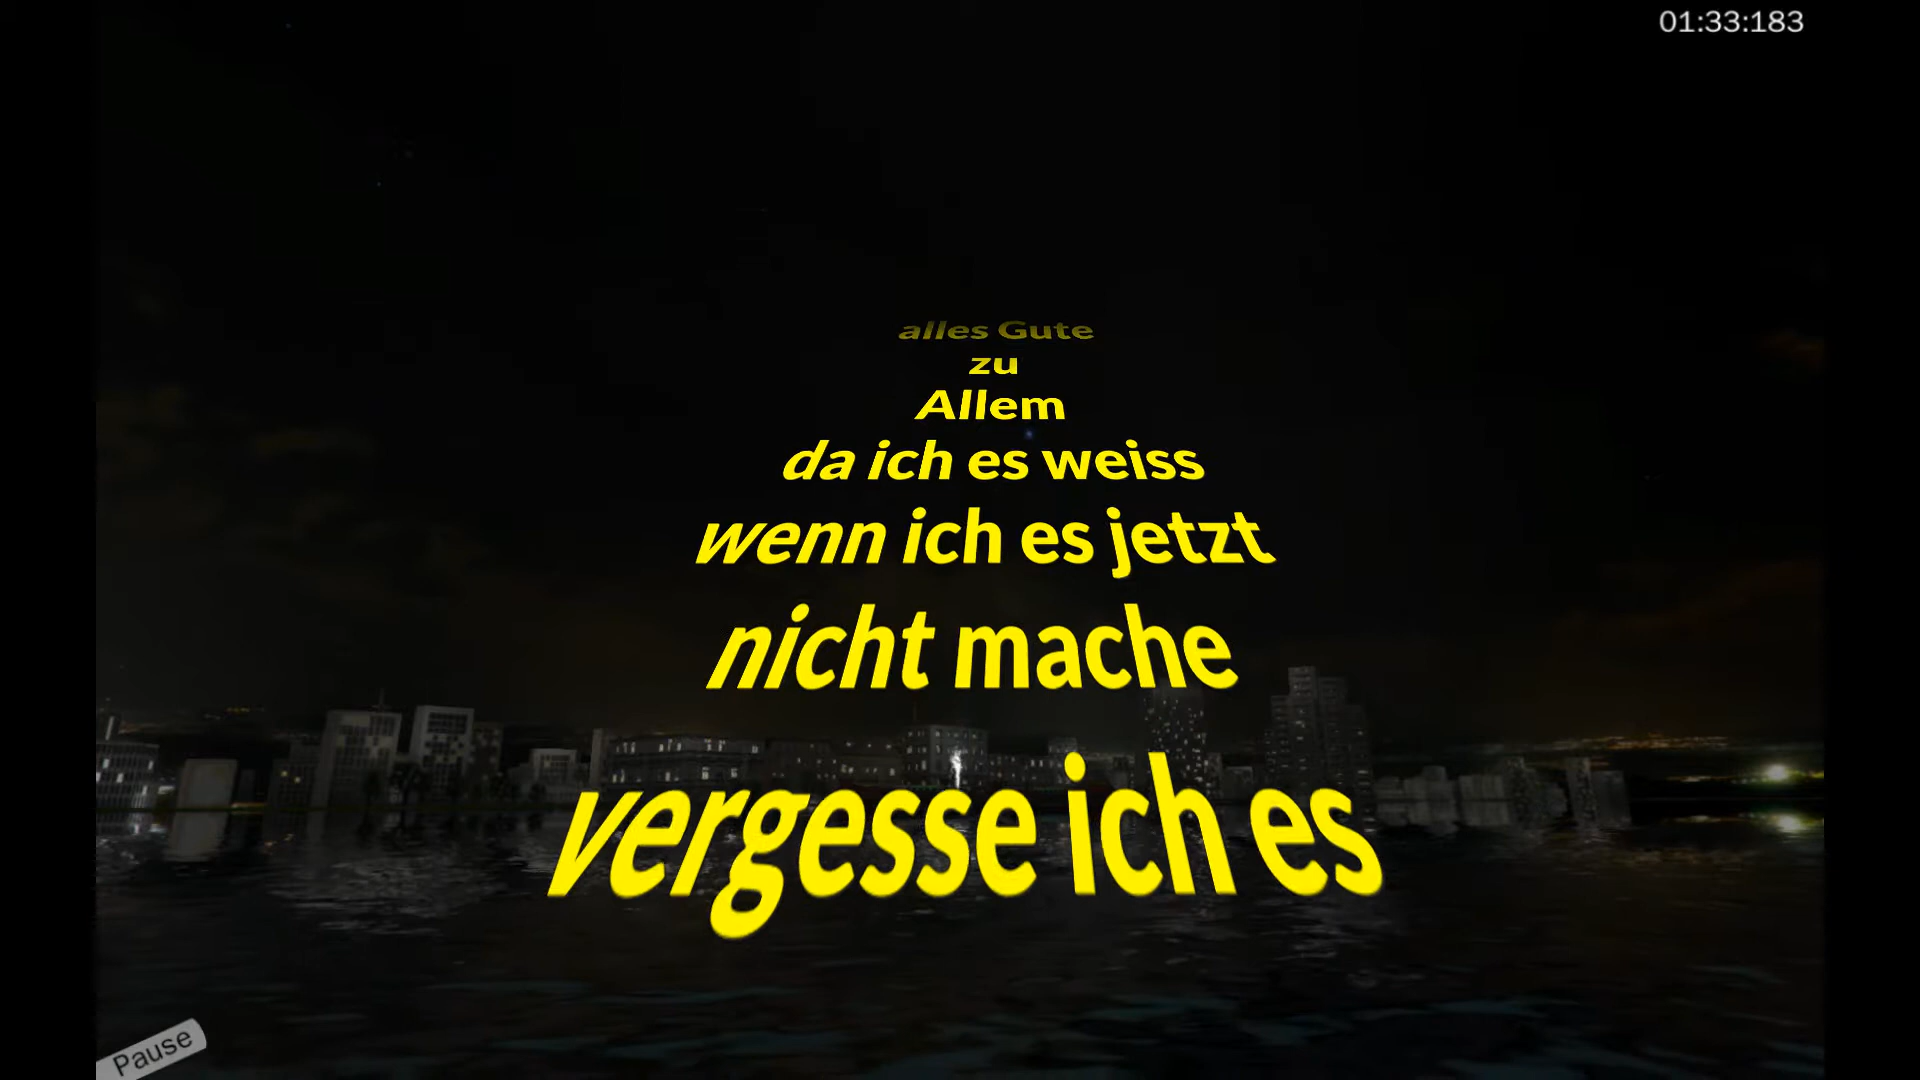 01:33:183
alles Gute
zu
Allem
da ich es weiss
wenn ich es jetzt
nicht mache
vergesse ich es
Pause